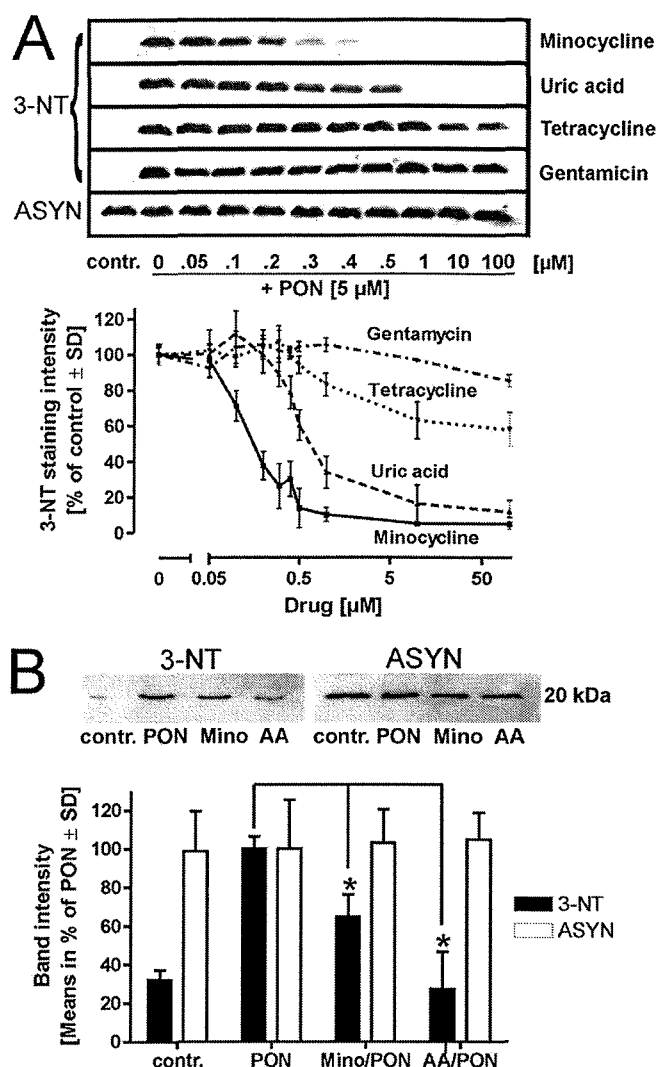 A
Minocycline
Uric acid
3-NT
Tetracycline
Gentamicin
ASYN
contr. 0 .05 .1 .2 .3 .4 .5 1 10 100 [µM]
+ PON [5 µM]
3-NT staining intensity
[% of control ± SD]
120
100
80
60
40
20
0
Gentamycin
Tetracycline
Uric acid
Minocycline
0 0.05 0.5 5 50
Drug [µM]
B
3-NT ASYN
20 kDa
contr. PON Mino AA contr. PON Mino AA
Band intensity
[Means in % of PON ± SD]
120
100
80
60
40
20
0
* *
3-NT
ASYN
contr. PON Mino/PON AA/PON